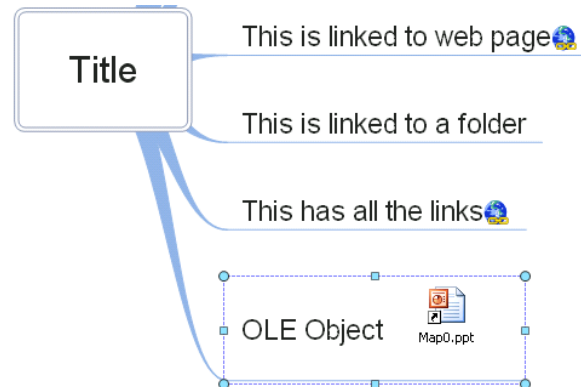 This is linked to web page
Title
This is linked to a folder
This has all the links
OLE Object
Map0.ppt